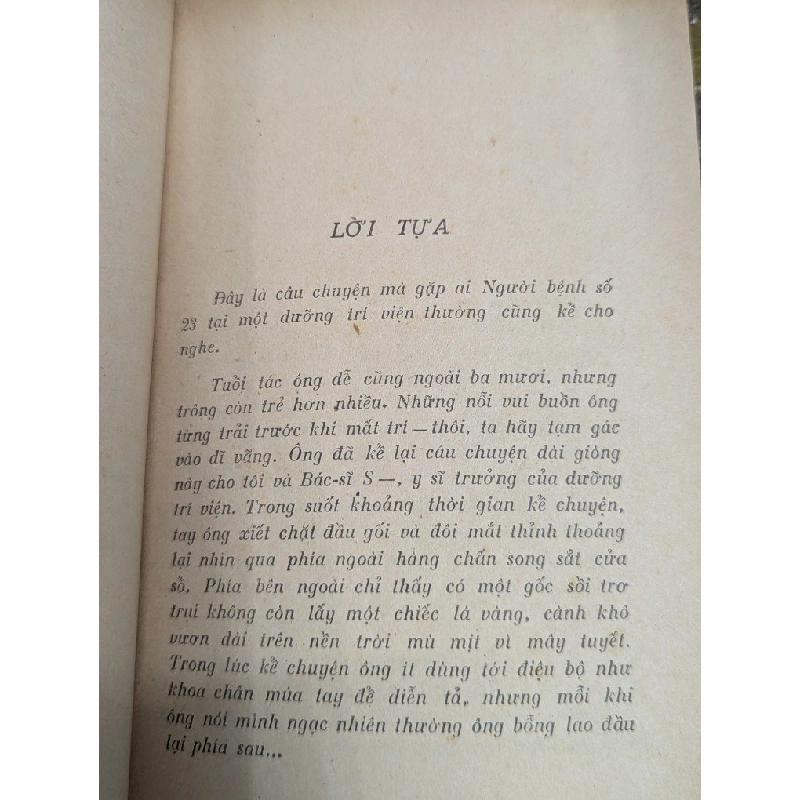 LỜI TỰA
Đây là câu chuyện mà gặp ai Người bệnh số
23 tại một dưỡng trí viện thường cũng kể cho
nghe.
Tuổi tác ông dễ cũng ngoài ba mươi, nhưng
trông còn trẻ hơn nhiều. Những nỗi vui buồn ông
từng trải trước khi mất trí — thôi, ta hãy tạm gác
vào dĩ vãng. Ông đã kể lại câu chuyện dài giòng
này cho tôi và Bác-sĩ S —, y sĩ trưởng của dưỡng
trí viện. Trong suốt khoảng thời gian kể chuyện,
tay ông xiết chặt đầu gối và đôi mắt thỉnh thoảng
lại nhìn qua phía ngoài hàng chấn song sắt cửa
sổ. Phía bên ngoài chỉ thấy có một gốc sồi trơ
trui không còn lấy một chiếc lá vàng, cành khô
vươn dài trên nền trời mù mịt vì mây tuyết.
Trong lúc kể chuyện ông ít dùng tới điệu bộ như
khoa chân múa tay để diễn tả, nhưng mỗi khi
ông nói mình ngạc nhiên thường ông bỗng lao đầu
lại phía sau...